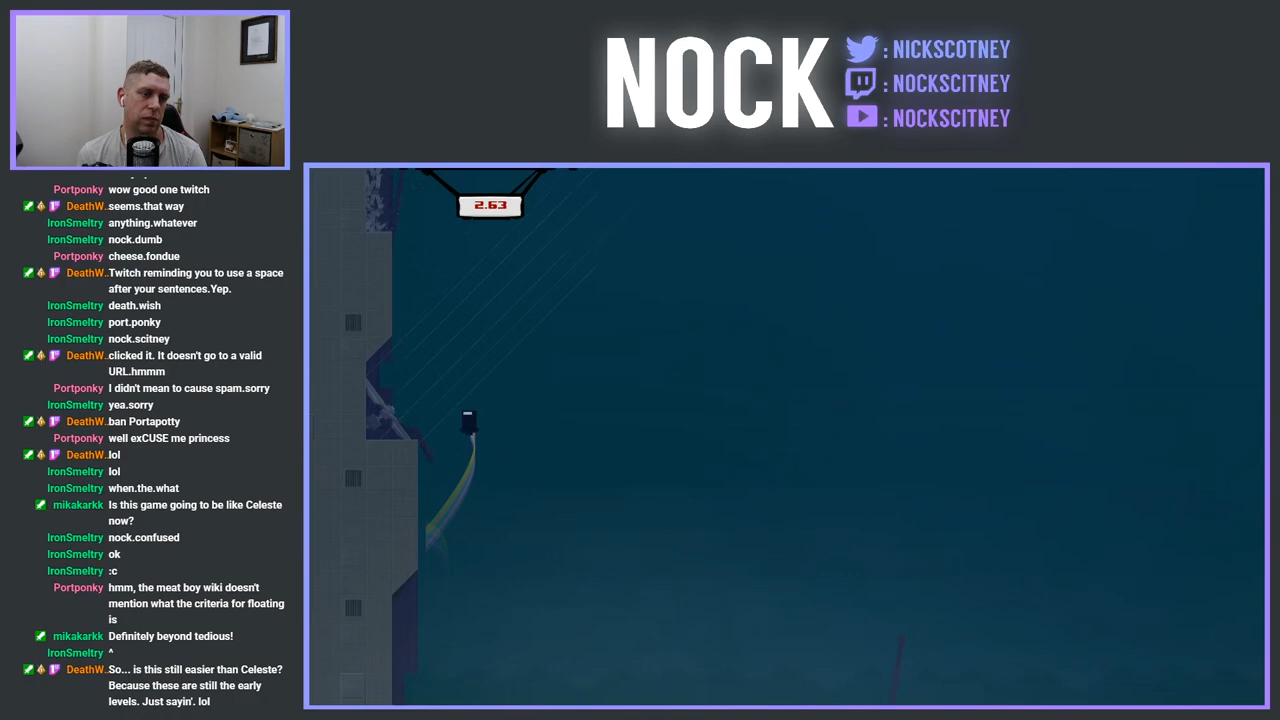 NOCK
: NICKSCOTNEY
: NOCKSCITNEY
: NOCKSCITNEY
Portponky wow good one twitch
DeathW.. seems.that way
IronSmeltry anything.whatever
IronSmeltry nock.dumb
Portponky cheese.fondue
DeathW.. Twitch reminding you to use a space
after your sentences.Yep.
IronSmeltry death.wish
IronSmeltry port.ponky
IronSmeltry nock.scitney
DeathW.. clicked it. It doesn't go to a valid
URL.hmmm
Portponky I didn't mean to cause spam.sorry
IronSmeltry yea.sorry
DeathW.. ban Portapotty
Portponky well exCUSE me princess
DeathW.. lol
IronSmeltry lol
IronSmeltry when.the.what
mikakarkk Is this game going to be like Celeste
now?
IronSmeltry nock.confused
IronSmeltry ok
IronSmeltry :c
Portponky hmm, the meat boy wiki doesn't
mention what the criteria for floating
is
mikakarkk Definitely beyond tedious!
IronSmeltry ^
DeathW.. So... is this still easier than Celeste?
Because these are still the early
levels. Just sayin'. lol
2.63